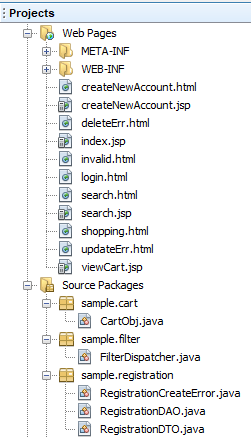 Projects
Web Pages
META-INF
WEB-INF
createNewAccount.html
createNewAccount.jsp
deleteErr.html
index.jsp
invalid.html
login.html
search.html
search.jsp
shopping.html
updateErr.html
viewCart.jsp
Source Packages
sample.cart
CartObj.java
sample.filter
FilterDispatcher.java
sample.registration
RegistrationCreateError.java
RegistrationDAO.java
RegistrationDTO.java